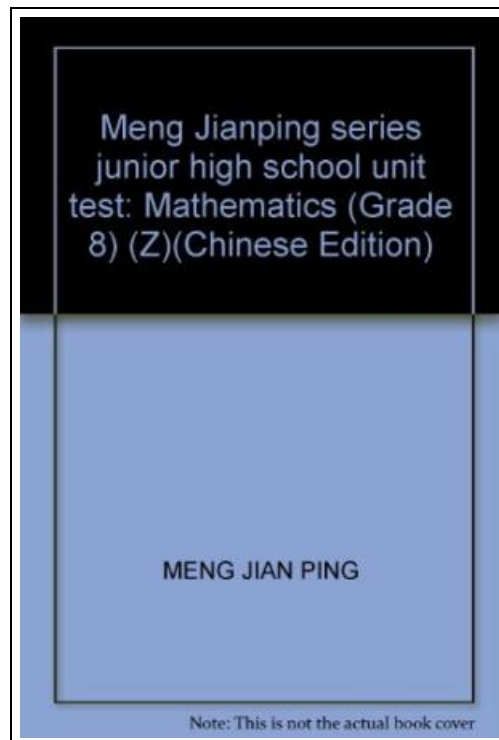 Meng Jianping series
junior high school unit
test: Mathematics (Grade
8) (Z)(Chinese Edition)
MENG JIAN PING
Note: This is not the actual book cover